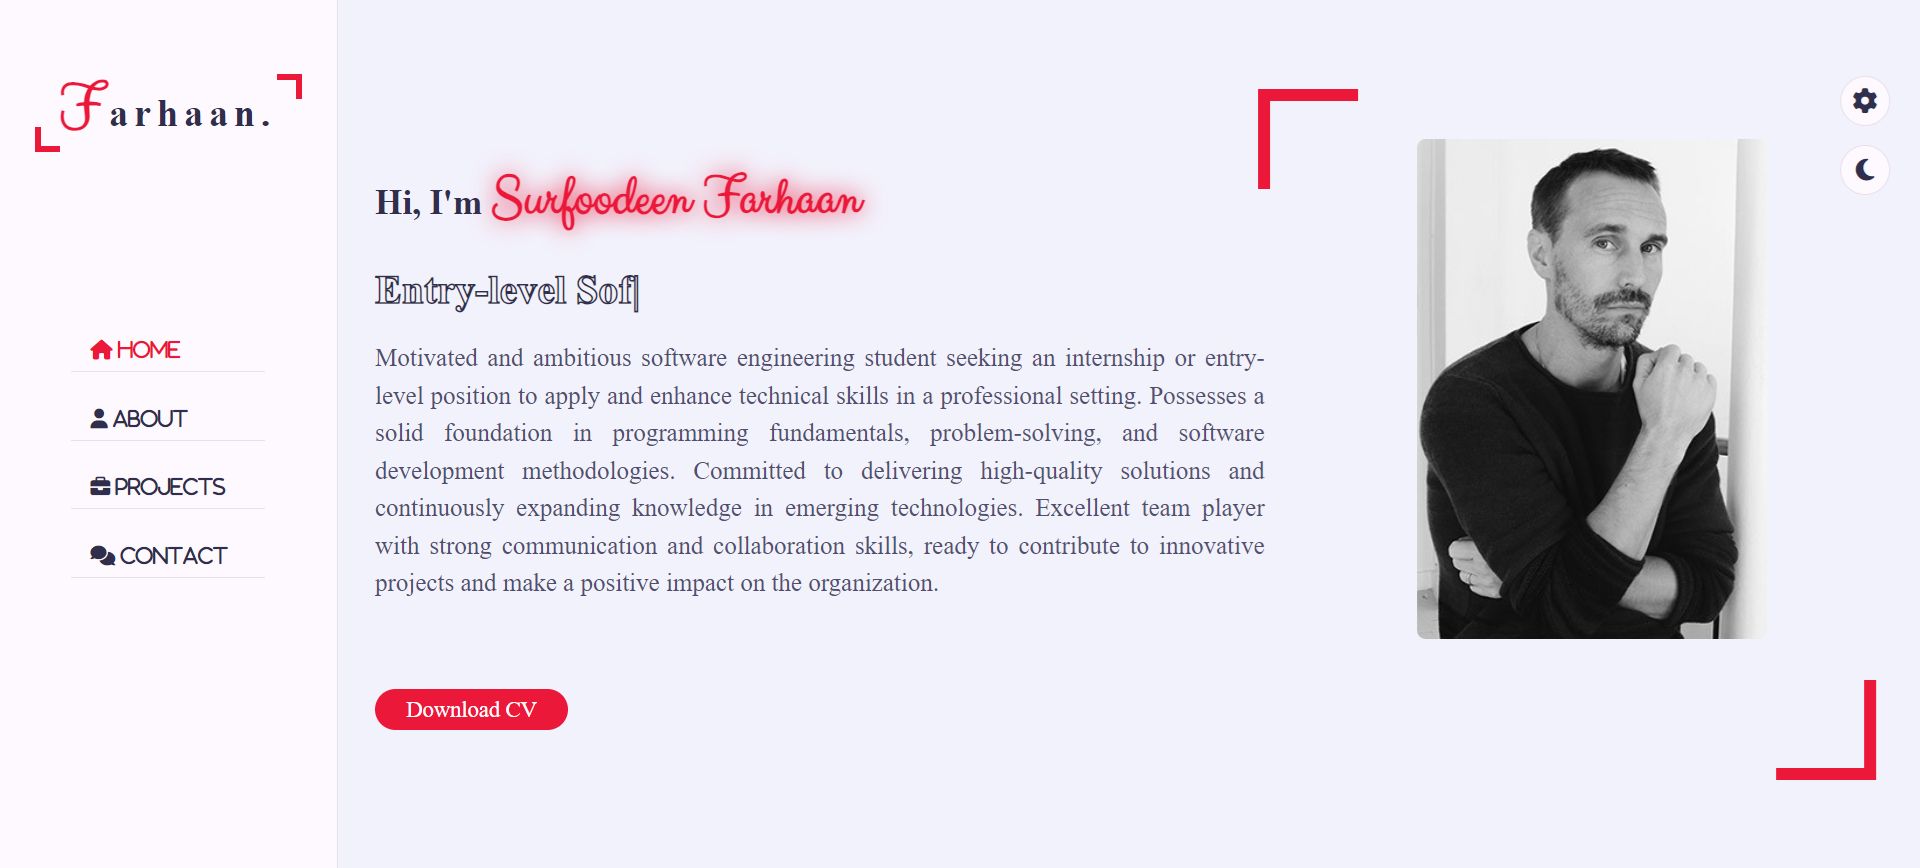 Farhaan.
HOME
ABOUT
PROJECTS
CONTACT
Hi, I'm Surfoodeen Farhaan
Entry-level Sof|
Motivated and ambitious software engineering student seeking an internship or entry-
level position to apply and enhance technical skills in a professional setting. Possesses a
solid foundation in programming fundamentals, problem-solving, and software
development methodologies. Committed to delivering high-quality solutions and
continuously expanding knowledge in emerging technologies. Excellent team player
with strong communication and collaboration skills, ready to contribute to innovative
projects and make a positive impact on the organization.
Download CV